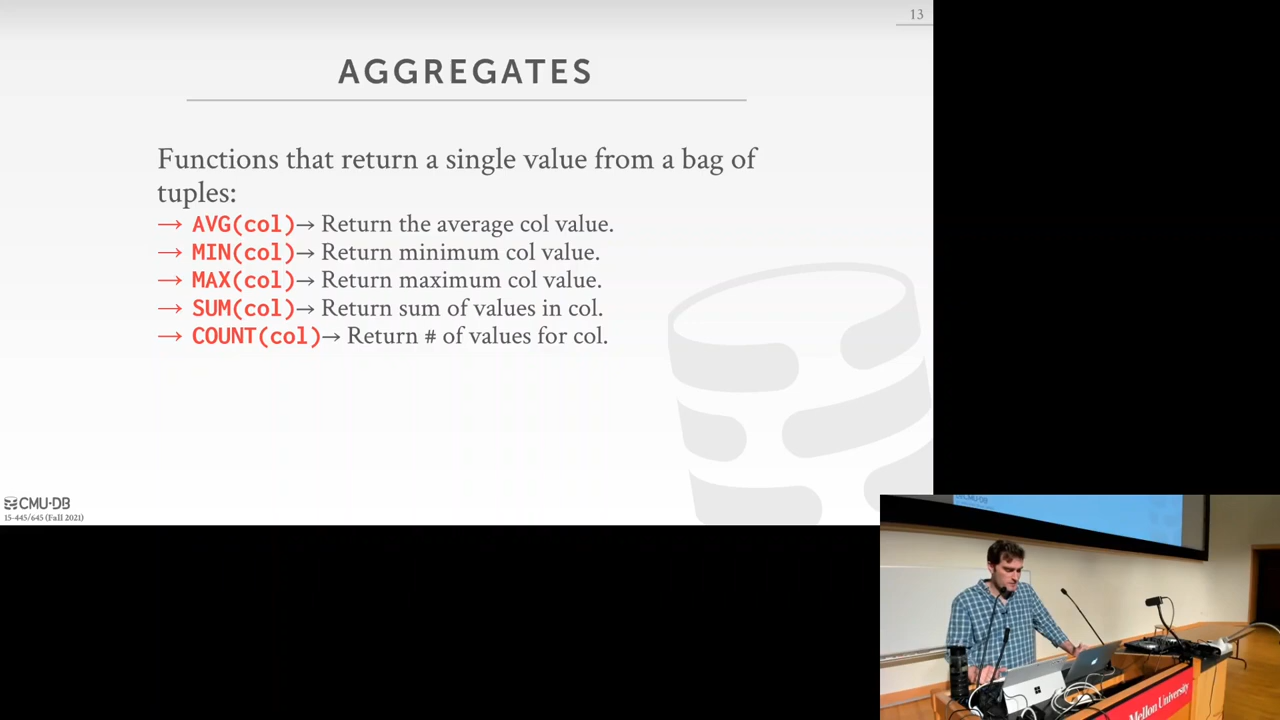 13
AGGREGATES
Functions that return a single value from a bag of
tuples:
→ AVG(col)→ Return the average col value.
→ MIN(col)→ Return minimum col value.
→ MAX(col)→ Return maximum col value.
→ SUM(col)→ Return sum of values in col.
→ COUNT(col)→ Return # of values for col.
CMU·DB
15-445/645 (Fall 2021)
Mellon University